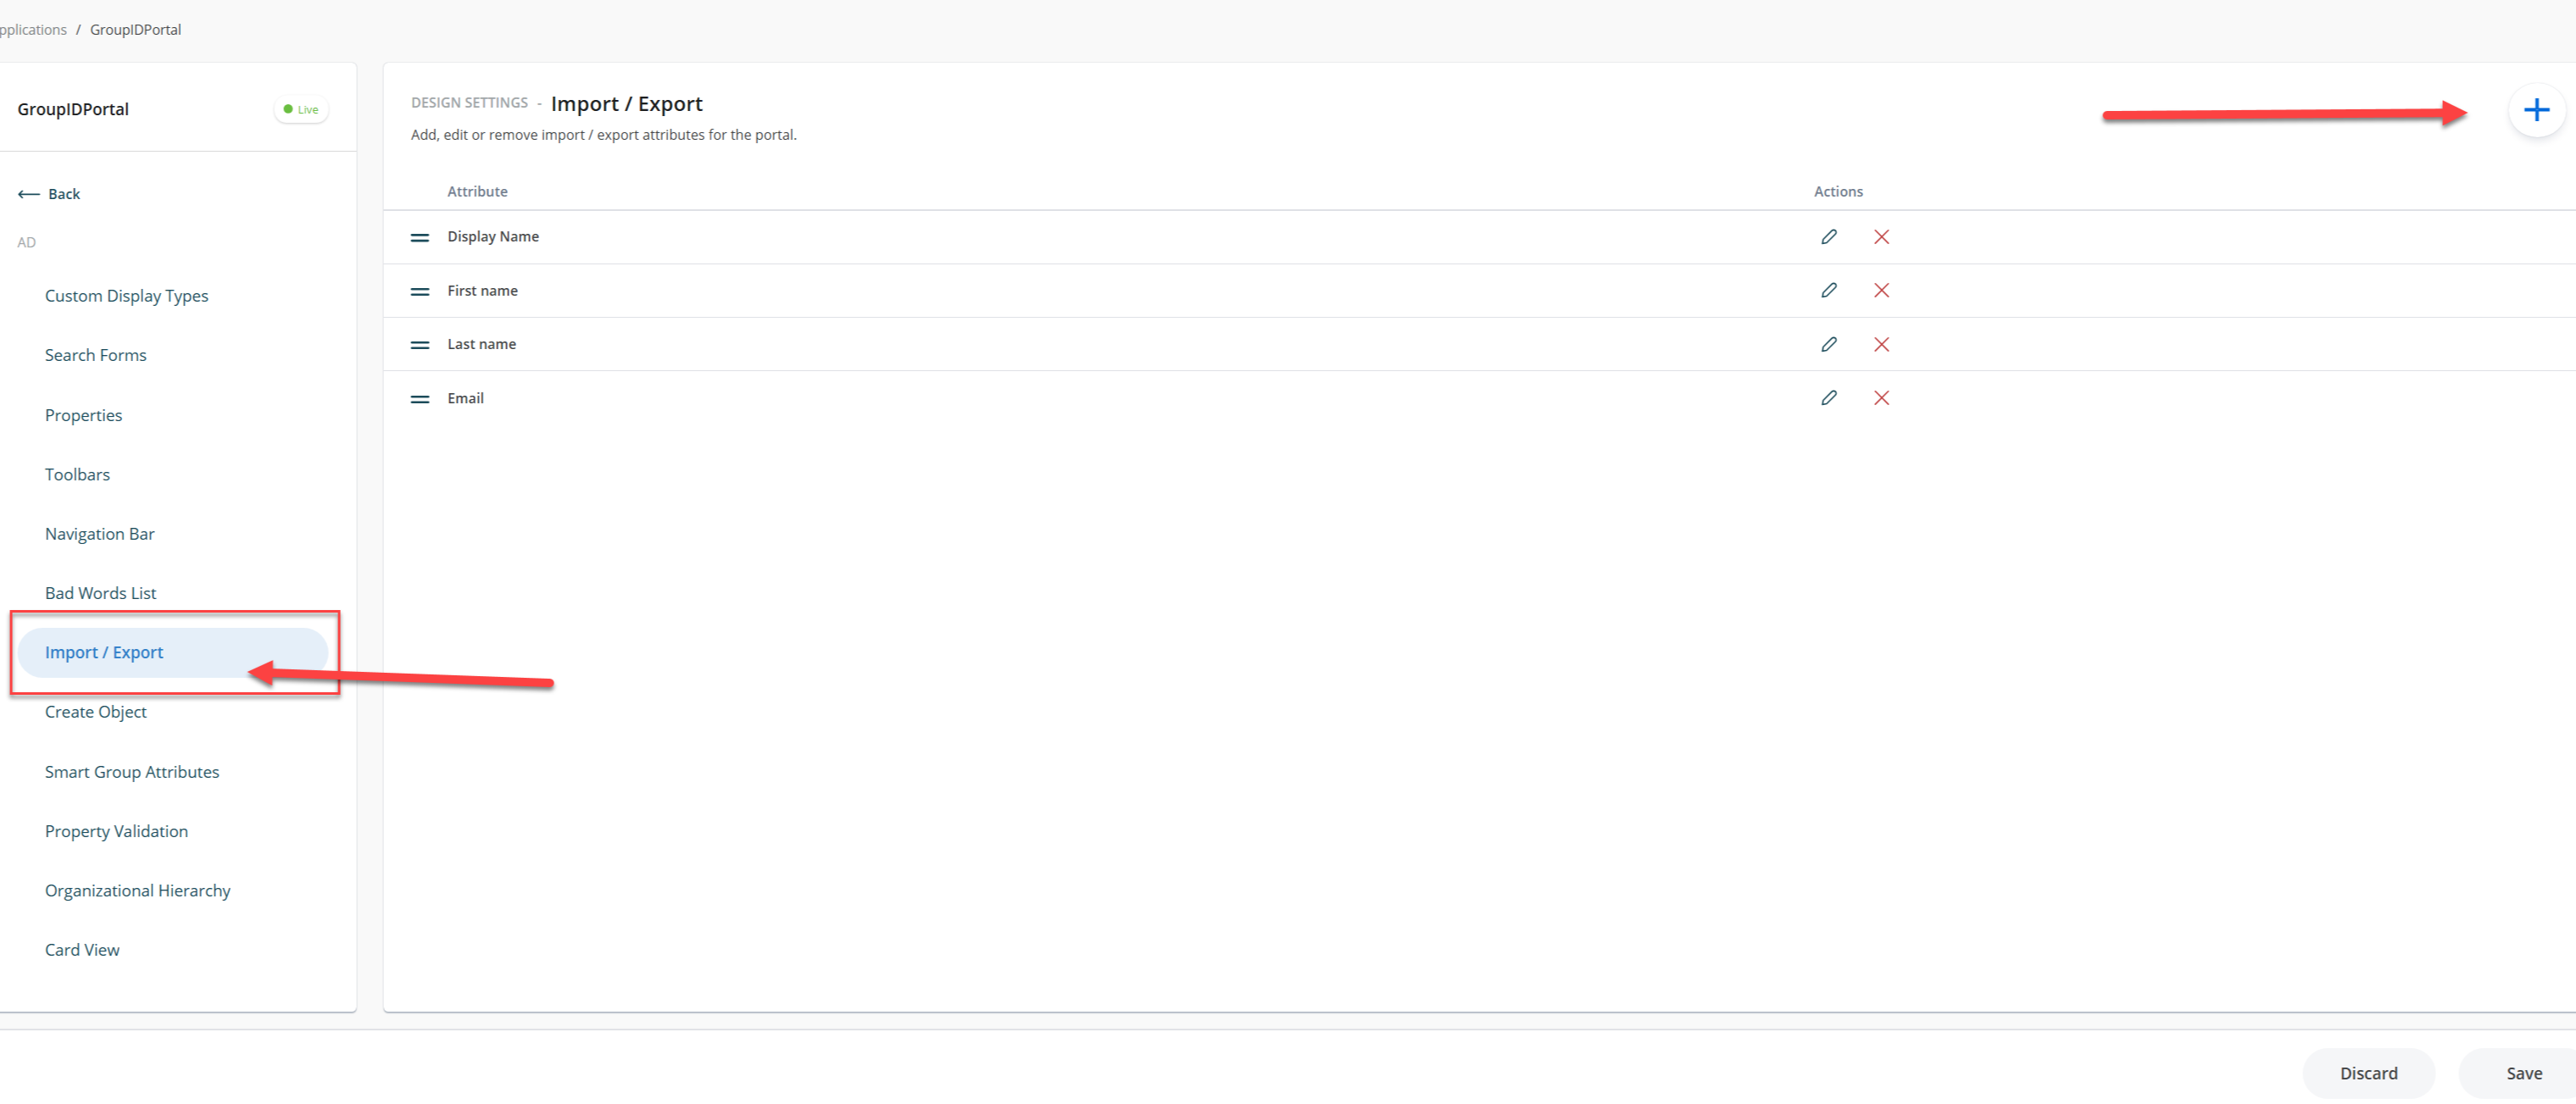 pplications / GroupIDPortal
GroupIDPortal
Live
Back
AD
Custom Display Types
Search Forms
Properties
Toolbars
Navigation Bar
Bad Words List
Import / Export
Create Object
Smart Group Attributes
Property Validation
Organizational Hierarchy
Card View
DESIGN SETTINGS - Import / Export
Add, edit or remove import / export attributes for the portal.
Attribute Actions
Display Name
First name
Last name
Email
Discard Save